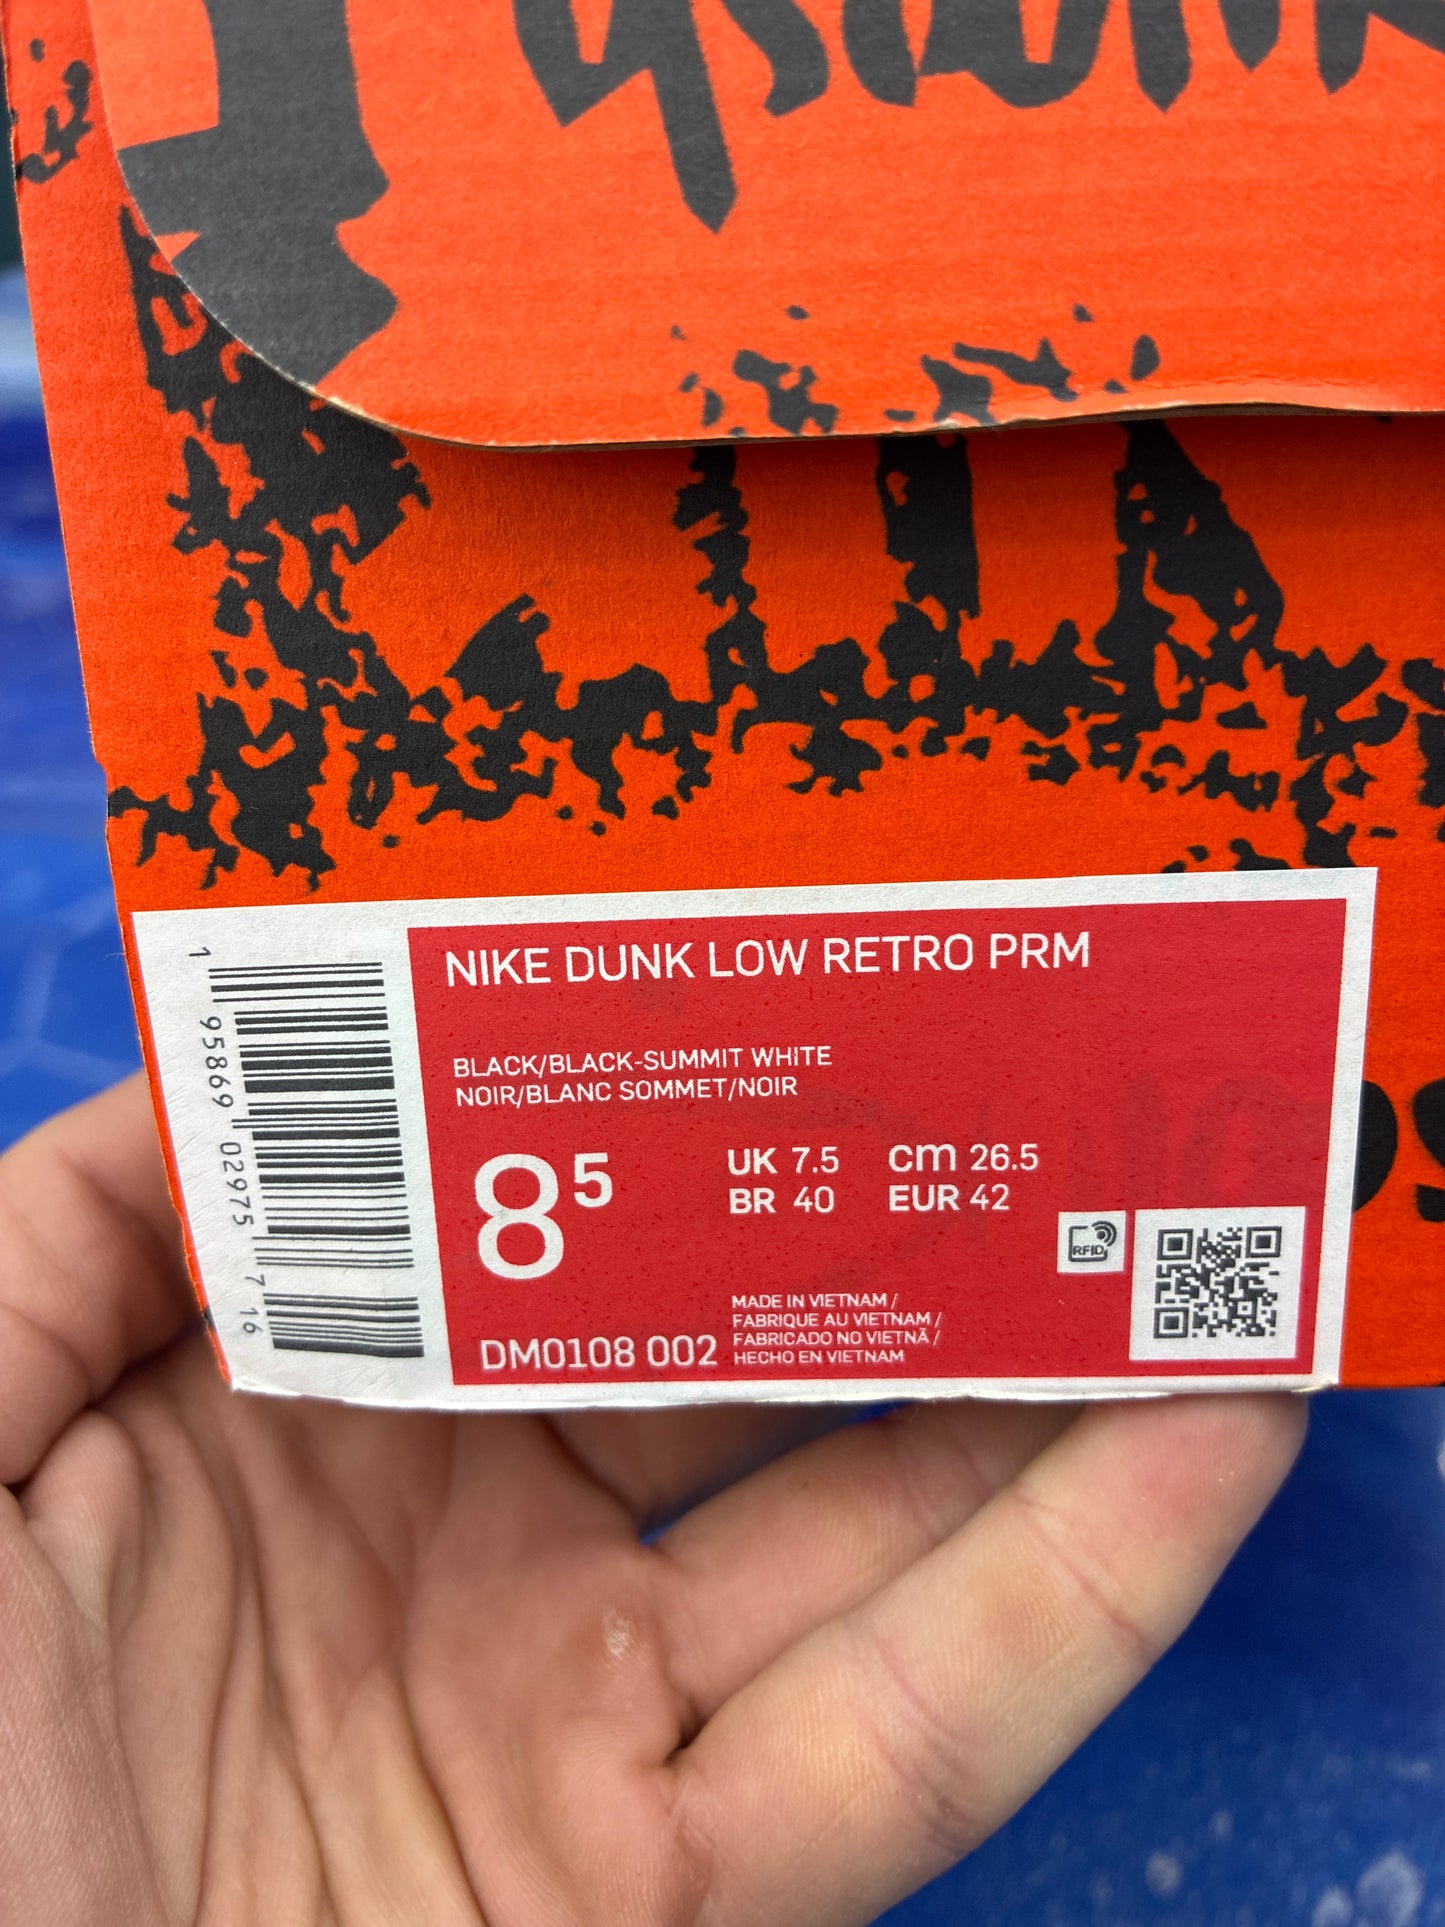 NIKE DUNK LOW RETRO PRM
BLACK/BLACK-SUMMIT WHITE
NOIR/BLANC SOMMET/NOIR
8⁵
UK 7.5 cm 26.5
BR 40 EUR 42
RFID
MADE IN VIETNAM /
FABRIQUE AU VIETNAM /
FABRICADO NO VIETNÃ /
HECHO EN VIETNAM
DM0108 002
1 95869 02975 7 16